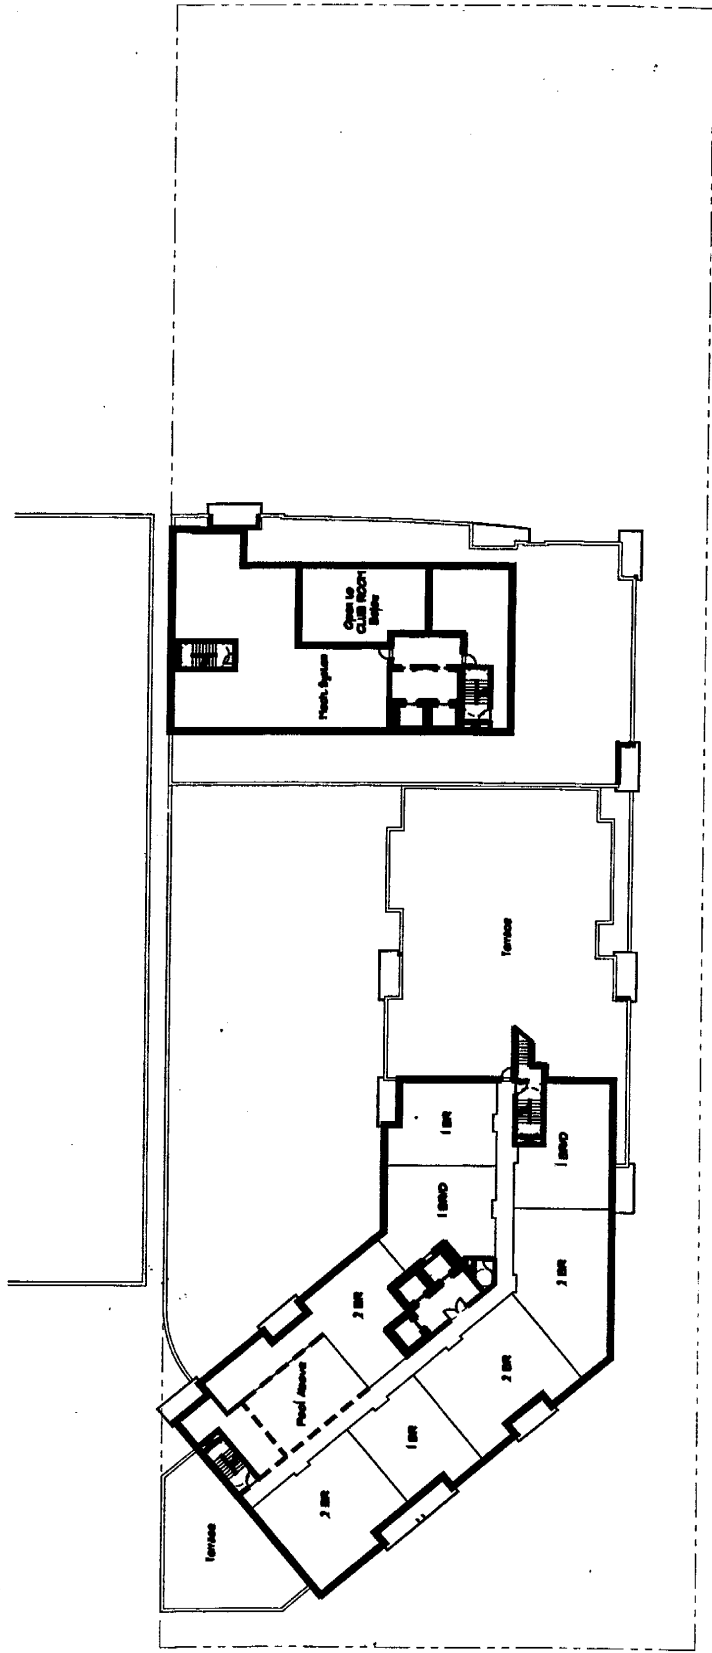 Open to
CLUB ROOM
Below
Mech. System
Terrace
1 BR
1 BR/D
1 BR/D
2 BR
2 BR
2 BR
Pool Above
1 BR
2 BR
Terrace